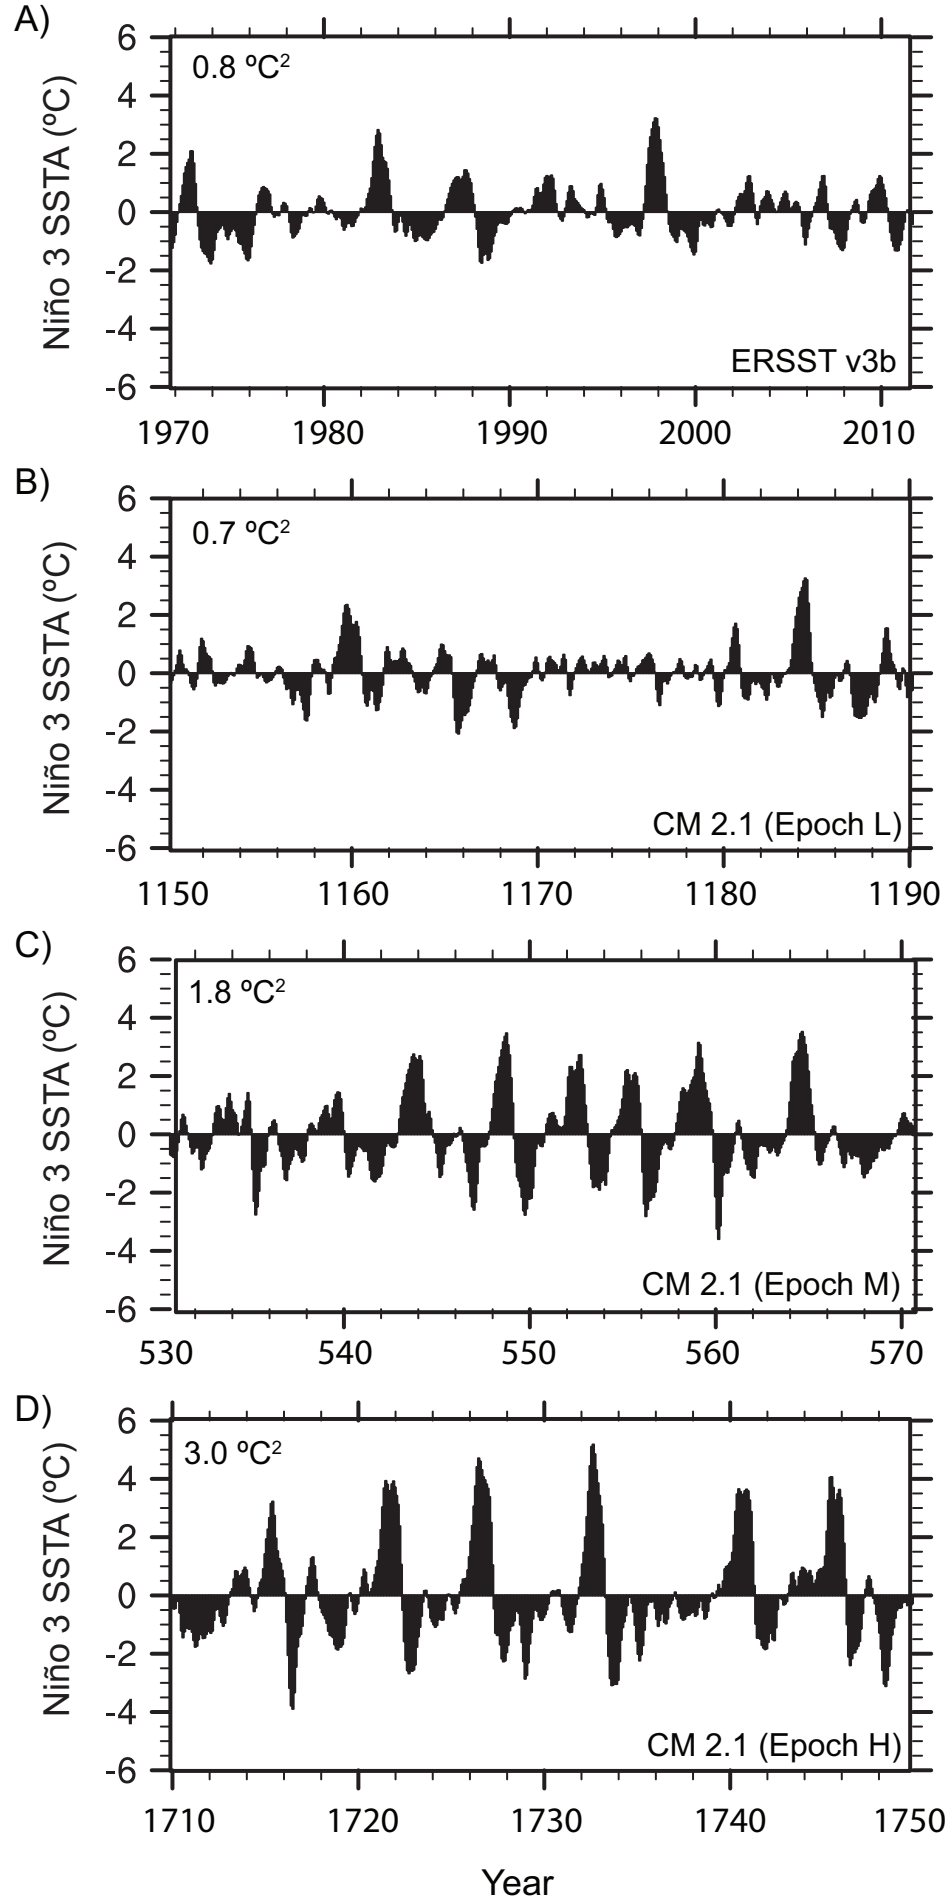 A)
Niño 3 SSTA (ºC)
6
4
2
0
-2
-4
-6
0.8 ºC²
ERSST v3b
1970 1980 1990 2000 2010
B)
Niño 3 SSTA (ºC)
6
4
2
0
-2
-4
-6
0.7 ºC²
CM 2.1 (Epoch L)
1150 1160 1170 1180 1190
C)
Niño 3 SSTA (ºC)
6
4
2
0
-2
-4
-6
1.8 ºC²
CM 2.1 (Epoch M)
530 540 550 560 570
D)
Niño 3 SSTA (ºC)
6
4
2
0
-2
-4
-6
3.0 ºC²
CM 2.1 (Epoch H)
1710 1720 1730 1740 1750
Year